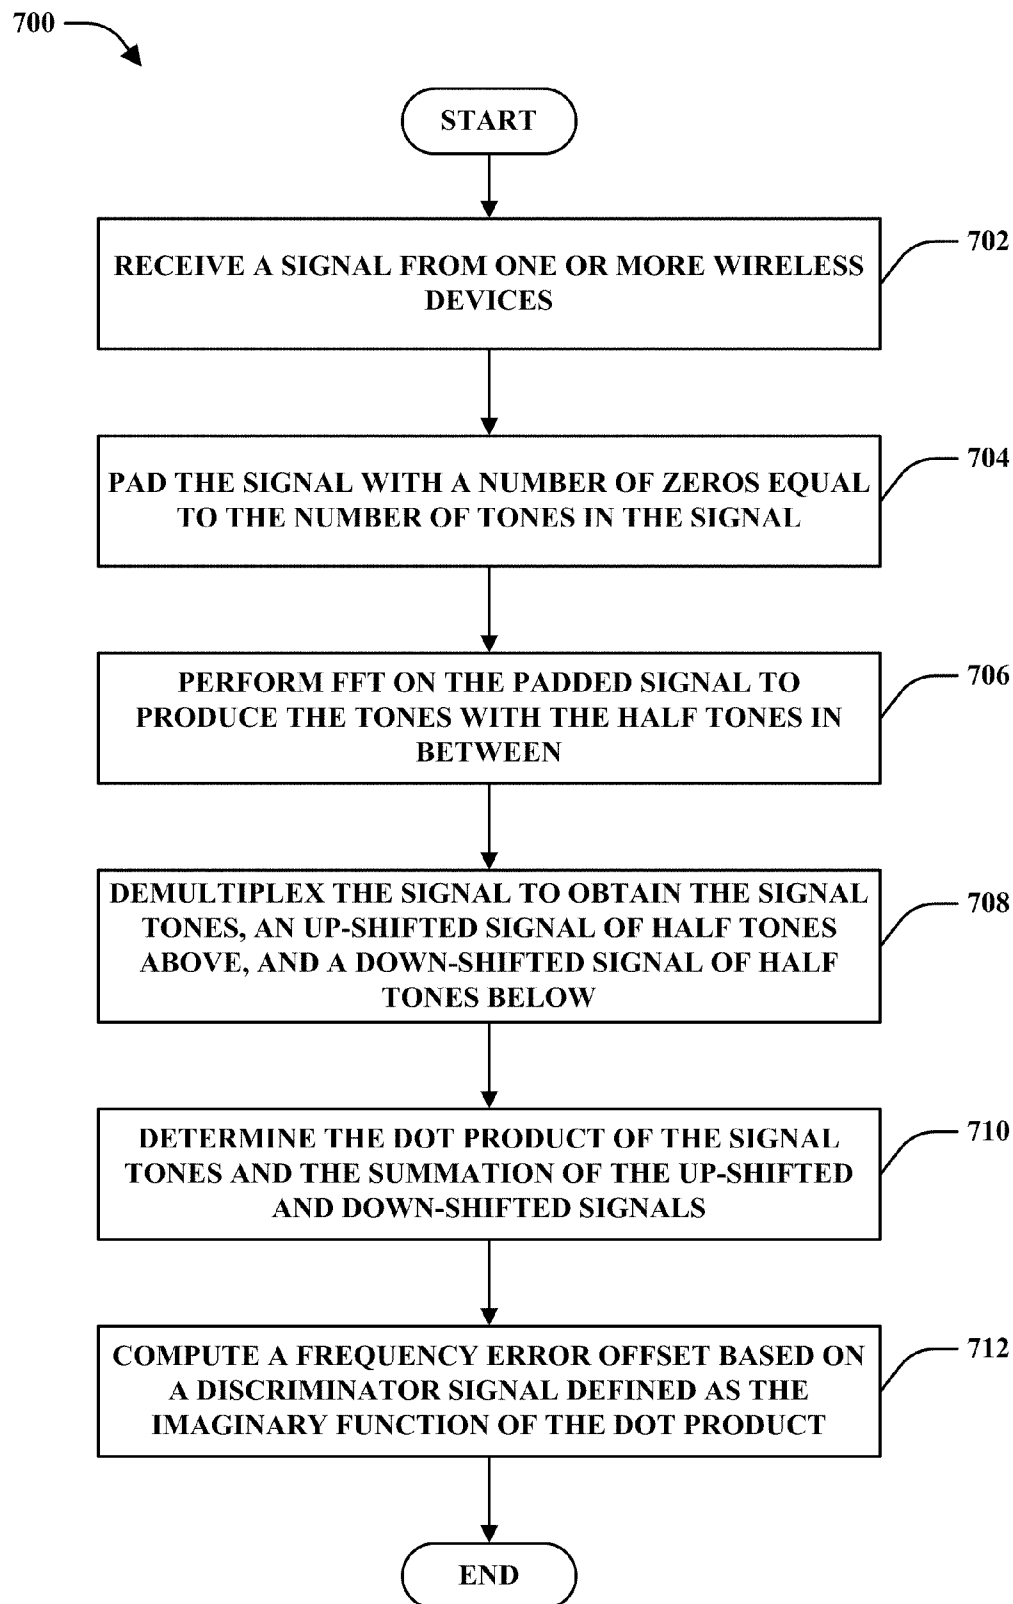 700
START
RECEIVE A SIGNAL FROM ONE OR MORE WIRELESS
DEVICES
702
PAD THE SIGNAL WITH A NUMBER OF ZEROS EQUAL
TO THE NUMBER OF TONES IN THE SIGNAL
704
PERFORM FFT ON THE PADDED SIGNAL TO
PRODUCE THE TONES WITH THE HALF TONES IN
BETWEEN
706
DEMULTIPLEX THE SIGNAL TO OBTAIN THE SIGNAL
TONES, AN UP-SHIFTED SIGNAL OF HALF TONES
ABOVE, AND A DOWN-SHIFTED SIGNAL OF HALF
TONES BELOW
708
DETERMINE THE DOT PRODUCT OF THE SIGNAL
TONES AND THE SUMMATION OF THE UP-SHIFTED
AND DOWN-SHIFTED SIGNALS
710
COMPUTE A FREQUENCY ERROR OFFSET BASED ON
A DISCRIMINATOR SIGNAL DEFINED AS THE
IMAGINARY FUNCTION OF THE DOT PRODUCT
712
END